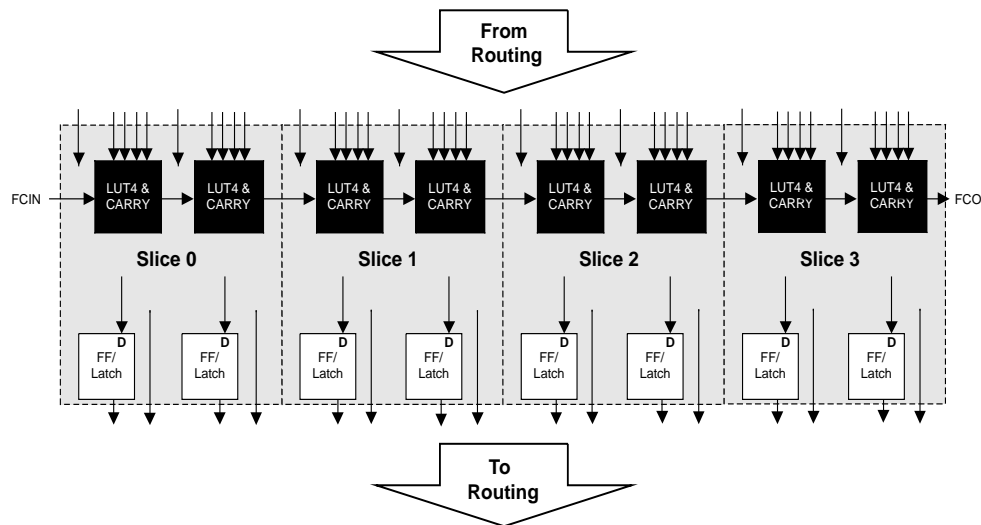 From
Routing
FCIN
LUT4 &
CARRY
LUT4 &
CARRY
LUT4 &
CARRY
LUT4 &
CARRY
LUT4 &
CARRY
LUT4 &
CARRY
LUT4 &
CARRY
LUT4 &
CARRY
FCO
Slice 0
Slice 1
Slice 2
Slice 3
D
FF/
Latch
D
FF/
Latch
D
FF/
Latch
D
FF/
Latch
D
FF/
Latch
D
FF/
Latch
D
FF/
Latch
D
FF/
Latch
To
Routing